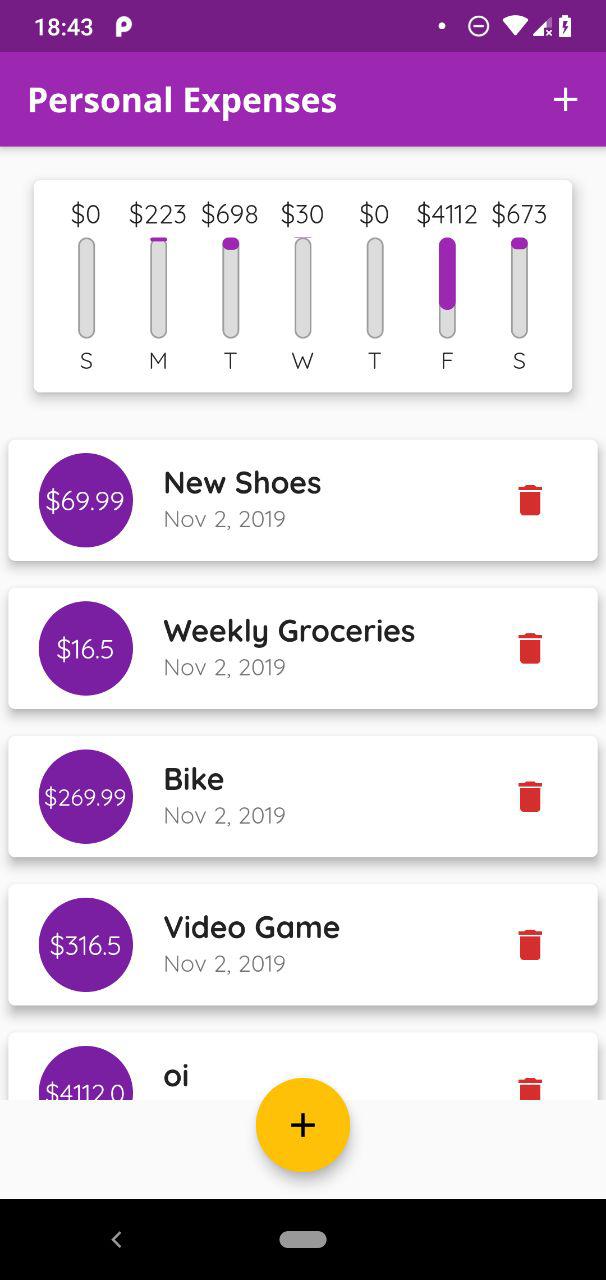 18:43
Personal Expenses
$0 $223 $698 $30 $0 $4112 $673
S M T W T F S
$69.99
New Shoes
Nov 2, 2019
$16.5
Weekly Groceries
Nov 2, 2019
$269.99
Bike
Nov 2, 2019
$316.5
Video Game
Nov 2, 2019
$4112.0
oi